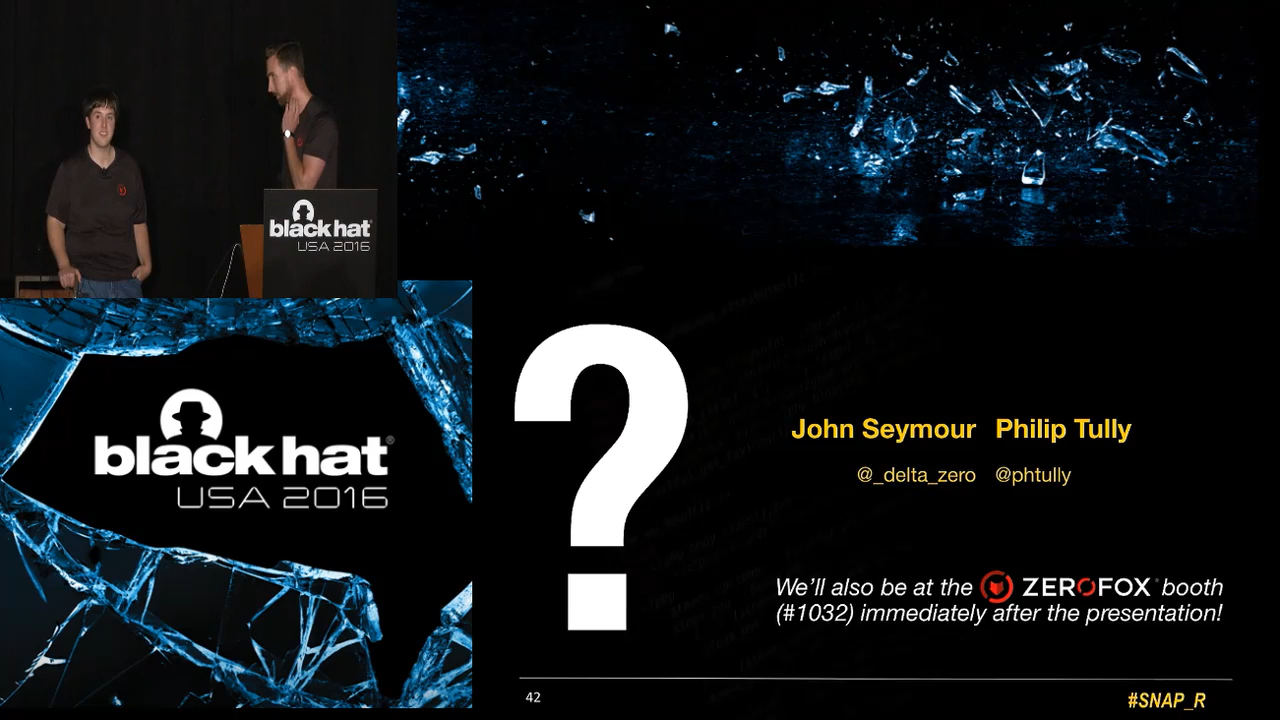 black hat
USA 2016
black hat®
USA 2016
?
John Seymour Philip Tully
@_delta_zero @phtully
We'll also be at the ZEROFOX booth
(#1032) immediately after the presentation!
42
#SNAP_R